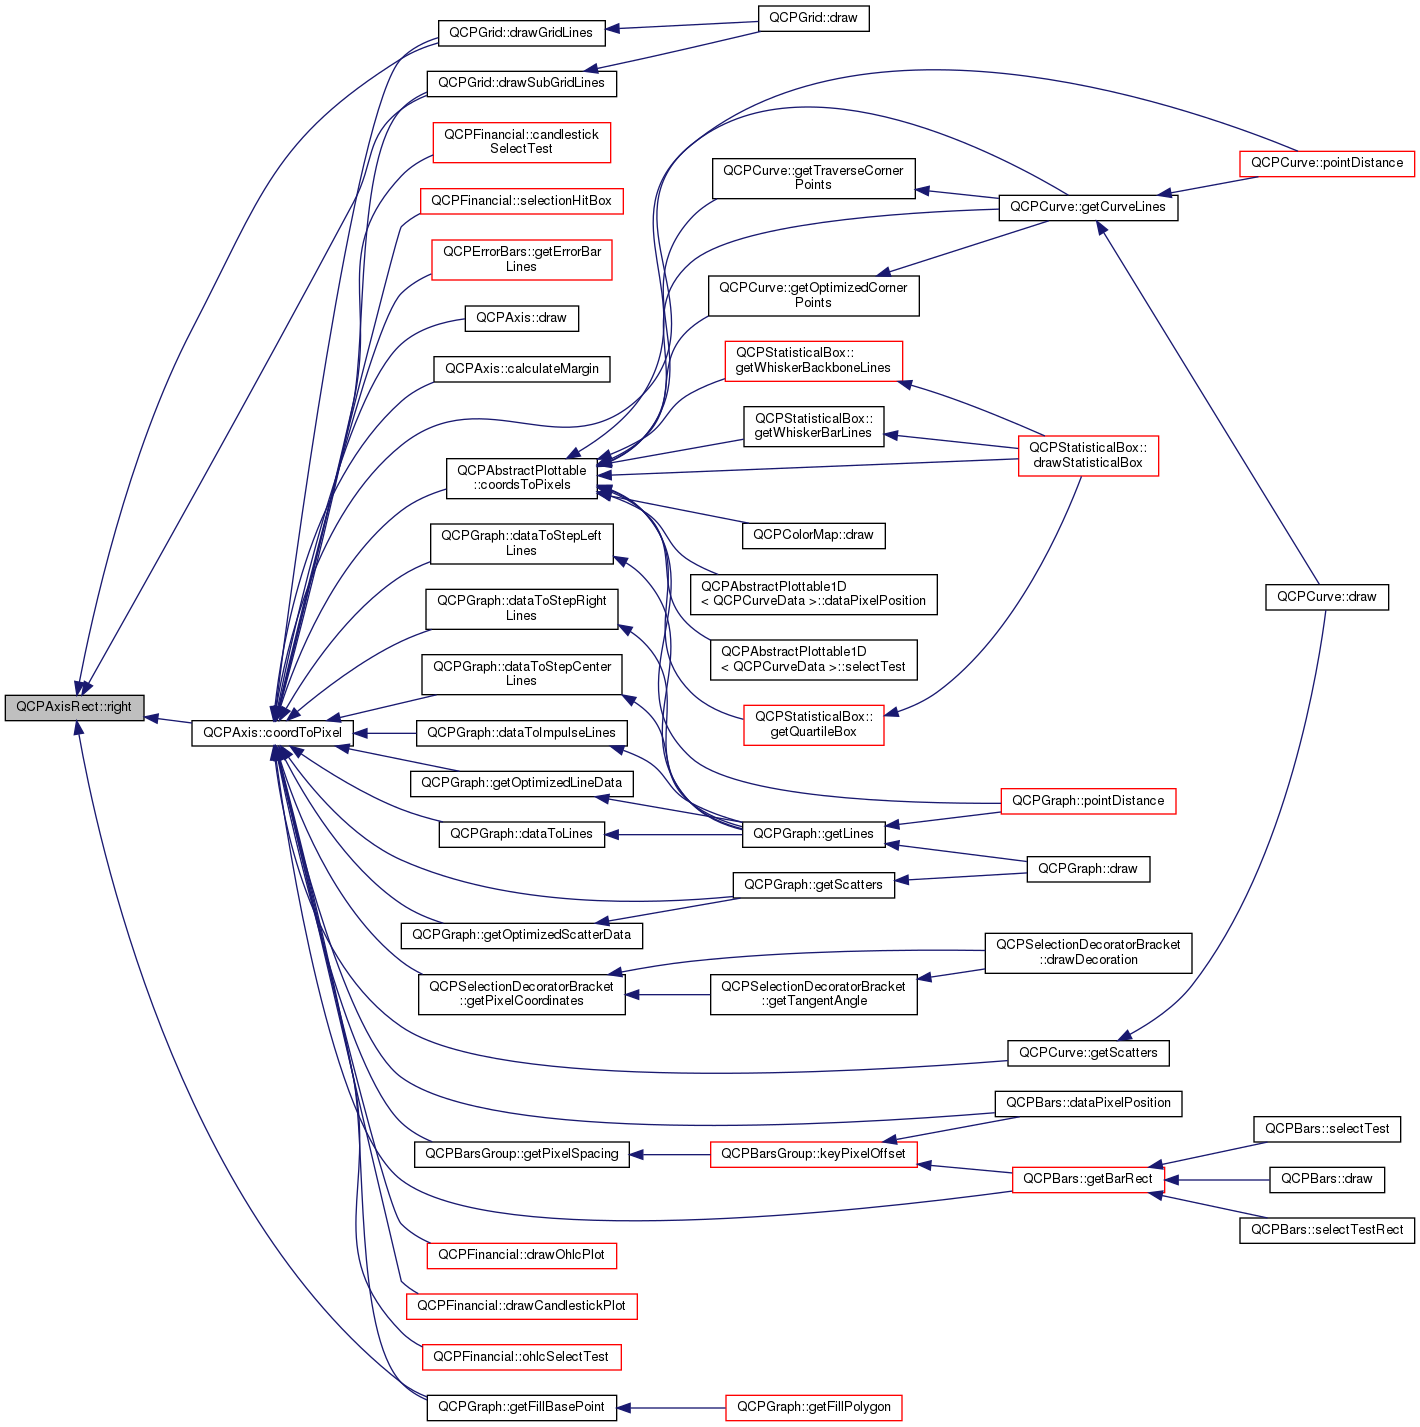 QCPAxisRect::right
QCPGrid::drawGridLines
QCPGrid::draw
QCPGrid::drawSubGridLines
QCPFinancial::candlestick
SelectTest
QCPFinancial::selectionHitBox
QCPErrorBars::getErrorBar
Lines
QCPAxis::draw
QCPAxis::calculateMargin
QCPAbstractPlottable
::coordsToPixels
QCPGraph::dataToStepLeft
Lines
QCPGraph::dataToStepRight
Lines
QCPGraph::dataToStepCenter
Lines
QCPAxis::coordToPixel
QCPGraph::dataToImpulseLines
QCPGraph::getOptimizedLineData
QCPGraph::dataToLines
QCPGraph::getOptimizedScatterData
QCPSelectionDecoratorBracket
::getPixelCoordinates
QCPBarsGroup::getPixelSpacing
QCPFinancial::drawOhlcPlot
QCPFinancial::drawCandlestickPlot
QCPFinancial::ohlcSelectTest
QCPGraph::getFillBasePoint
QCPCurve::getTraverseCorner
Points
QCPCurve::getOptimizedCorner
Points
QCPStatisticalBox::
getWhiskerBackboneLines
QCPStatisticalBox::
getWhiskerBarLines
QCPColorMap::draw
QCPAbstractPlottable1D
< QCPCurveData >::dataPixelPosition
QCPAbstractPlottable1D
< QCPCurveData >::selectTest
QCPStatisticalBox::
getQuartileBox
QCPGraph::getLines
QCPGraph::getScatters
QCPSelectionDecoratorBracket
::getTangentAngle
QCPBarsGroup::keyPixelOffset
QCPGraph::getFillPolygon
QCPCurve::getCurveLines
QCPStatisticalBox::
drawStatisticalBox
QCPGraph::pointDistance
QCPGraph::draw
QCPSelectionDecoratorBracket
::drawDecoration
QCPCurve::getScatters
QCPBars::dataPixelPosition
QCPBars::getBarRect
QCPCurve::pointDistance
QCPCurve::draw
QCPBars::selectTest
QCPBars::draw
QCPBars::selectTestRect